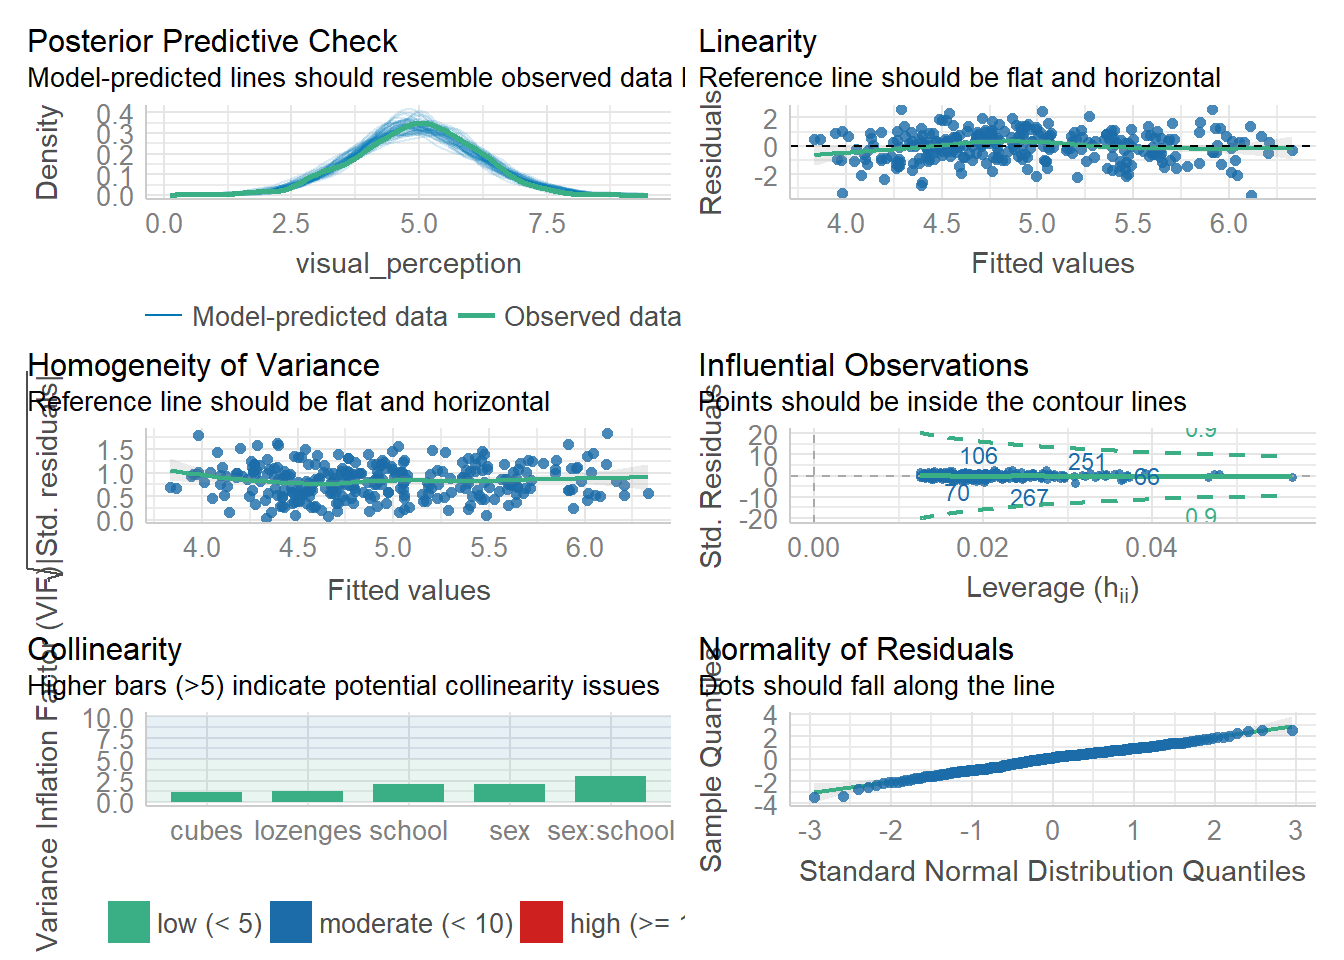 Posterior Predictive Check
Model-predicted lines should resemble observed data l
Density
0.4
0.3
0.2
0.1
0.0
0.0 2.5 5.0 7.5
visual_perception
Model-predicted data Observed data
Linearity
Reference line should be flat and horizontal
Residuals
2
0
-2
4.0 4.5 5.0 5.5 6.0
Fitted values
Homogeneity of Variance
Reference line should be flat and horizontal
√|Std. residuals|
1.5
1.0
0.5
0.0
4.0 4.5 5.0 5.5 6.0
Fitted values
Influential Observations
Points should be inside the contour lines
Std. Residuals
20
10
0
-10
-20
0.9
106
251
66
70
267
0.9
0.00 0.02 0.04
Leverage (hii)
Collinearity
Higher bars (>5) indicate potential collinearity issues
Variance Inflation Factor (VIF)
10.0
7.5
5.0
2.5
0.0
cubes lozenges school sex sex:school
low (< 5) moderate (< 10) high (>= 1
Normality of Residuals
Dots should fall along the line
Sample Quantiles
4
2
0
-2
-4
-3 -2 -1 0 1 2 3
Standard Normal Distribution Quantiles